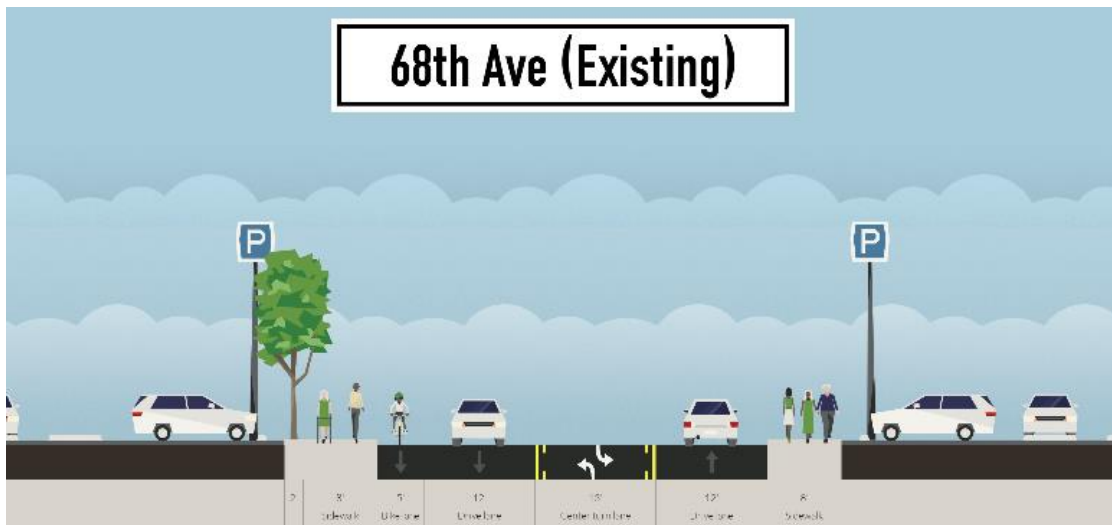 68th Ave (Existing)
P
P
2' 8' 5' 12' 13' 12' 8'
Sidewalk Bike lane Drive lane Center turn lane Drive lane Sidewalk